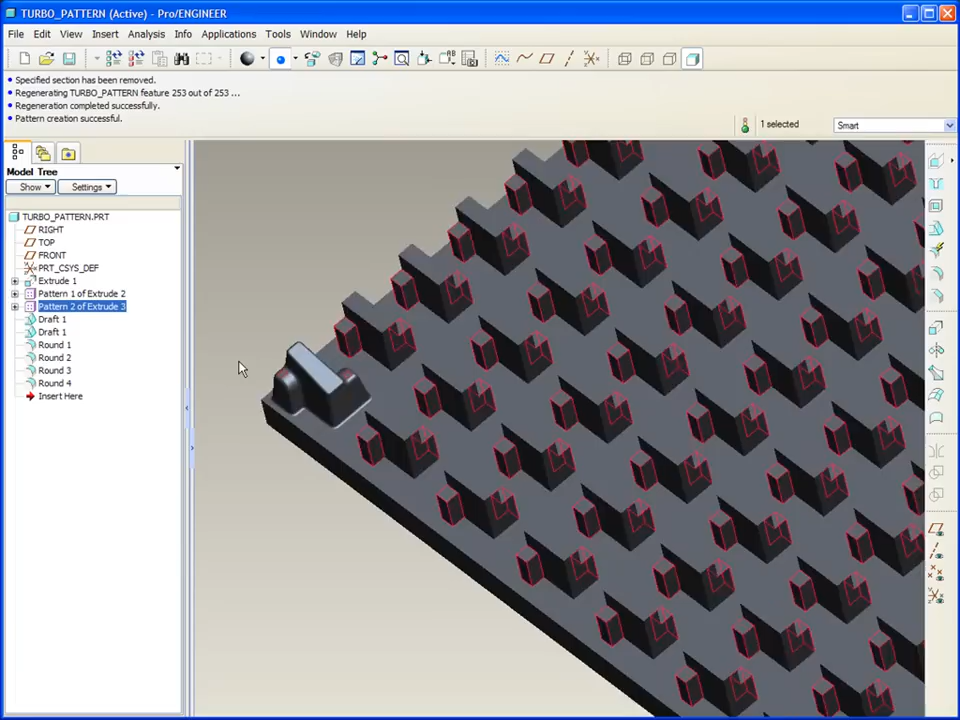 TURBO_PATTERN (Active) - Pro/ENGINEER
File Edit View Insert Analysis Info Applications Tools Window Help
Specified section has been removed.
Regenerating TURBO_PATTERN feature 253 out of 253 ...
Regeneration completed successfully.
Pattern creation successful.
1 selected
Smart
Model Tree
Show Settings
TURBO_PATTERN.PRT
RIGHT
TOP
FRONT
PRT_CSYS_DEF
Extrude 1
Pattern 1 of Extrude 2
Pattern 2 of Extrude 3
Draft 1
Draft 1
Round 1
Round 2
Round 3
Round 4
Insert Here